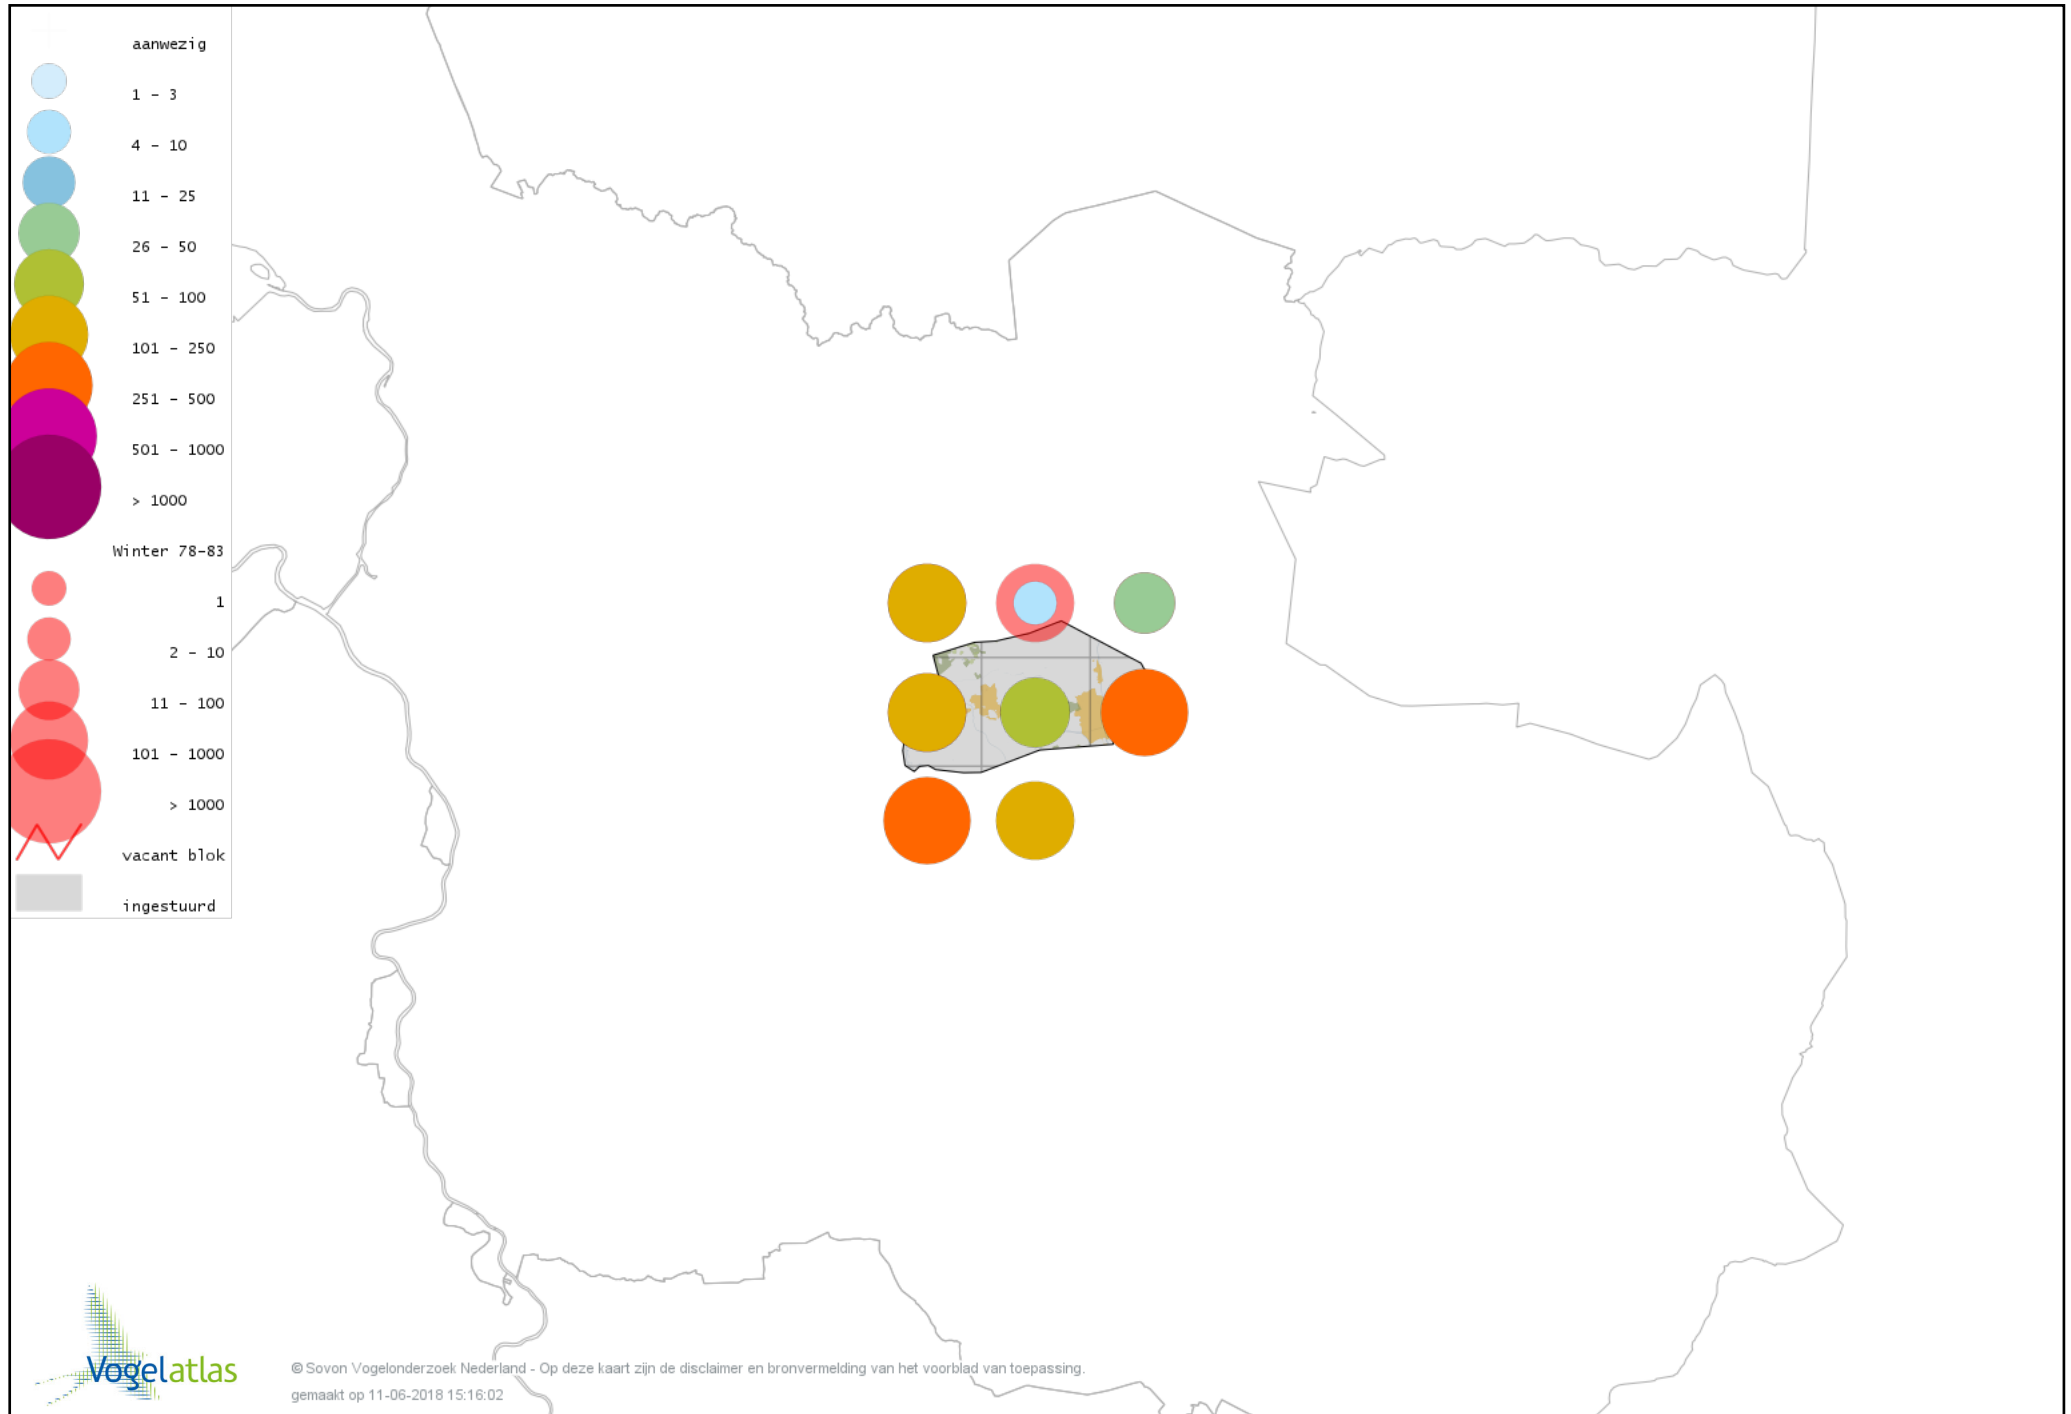 aanwezig
1 – 3
4 – 10
11 – 25
26 – 50
51 – 100
101 – 250
251 – 500
501 – 1000
> 1000
Winter 78-83
1
2 – 10
11 – 100
101 – 1000
> 1000
vacant blok
ingestuurd
Vogelatlas
© Sovon Vogelonderzoek Nederland - Op deze kaart zijn de disclaimer en bronvermelding van het voorblad van toepassing.
gemaakt op 11-06-2018 15:16:02